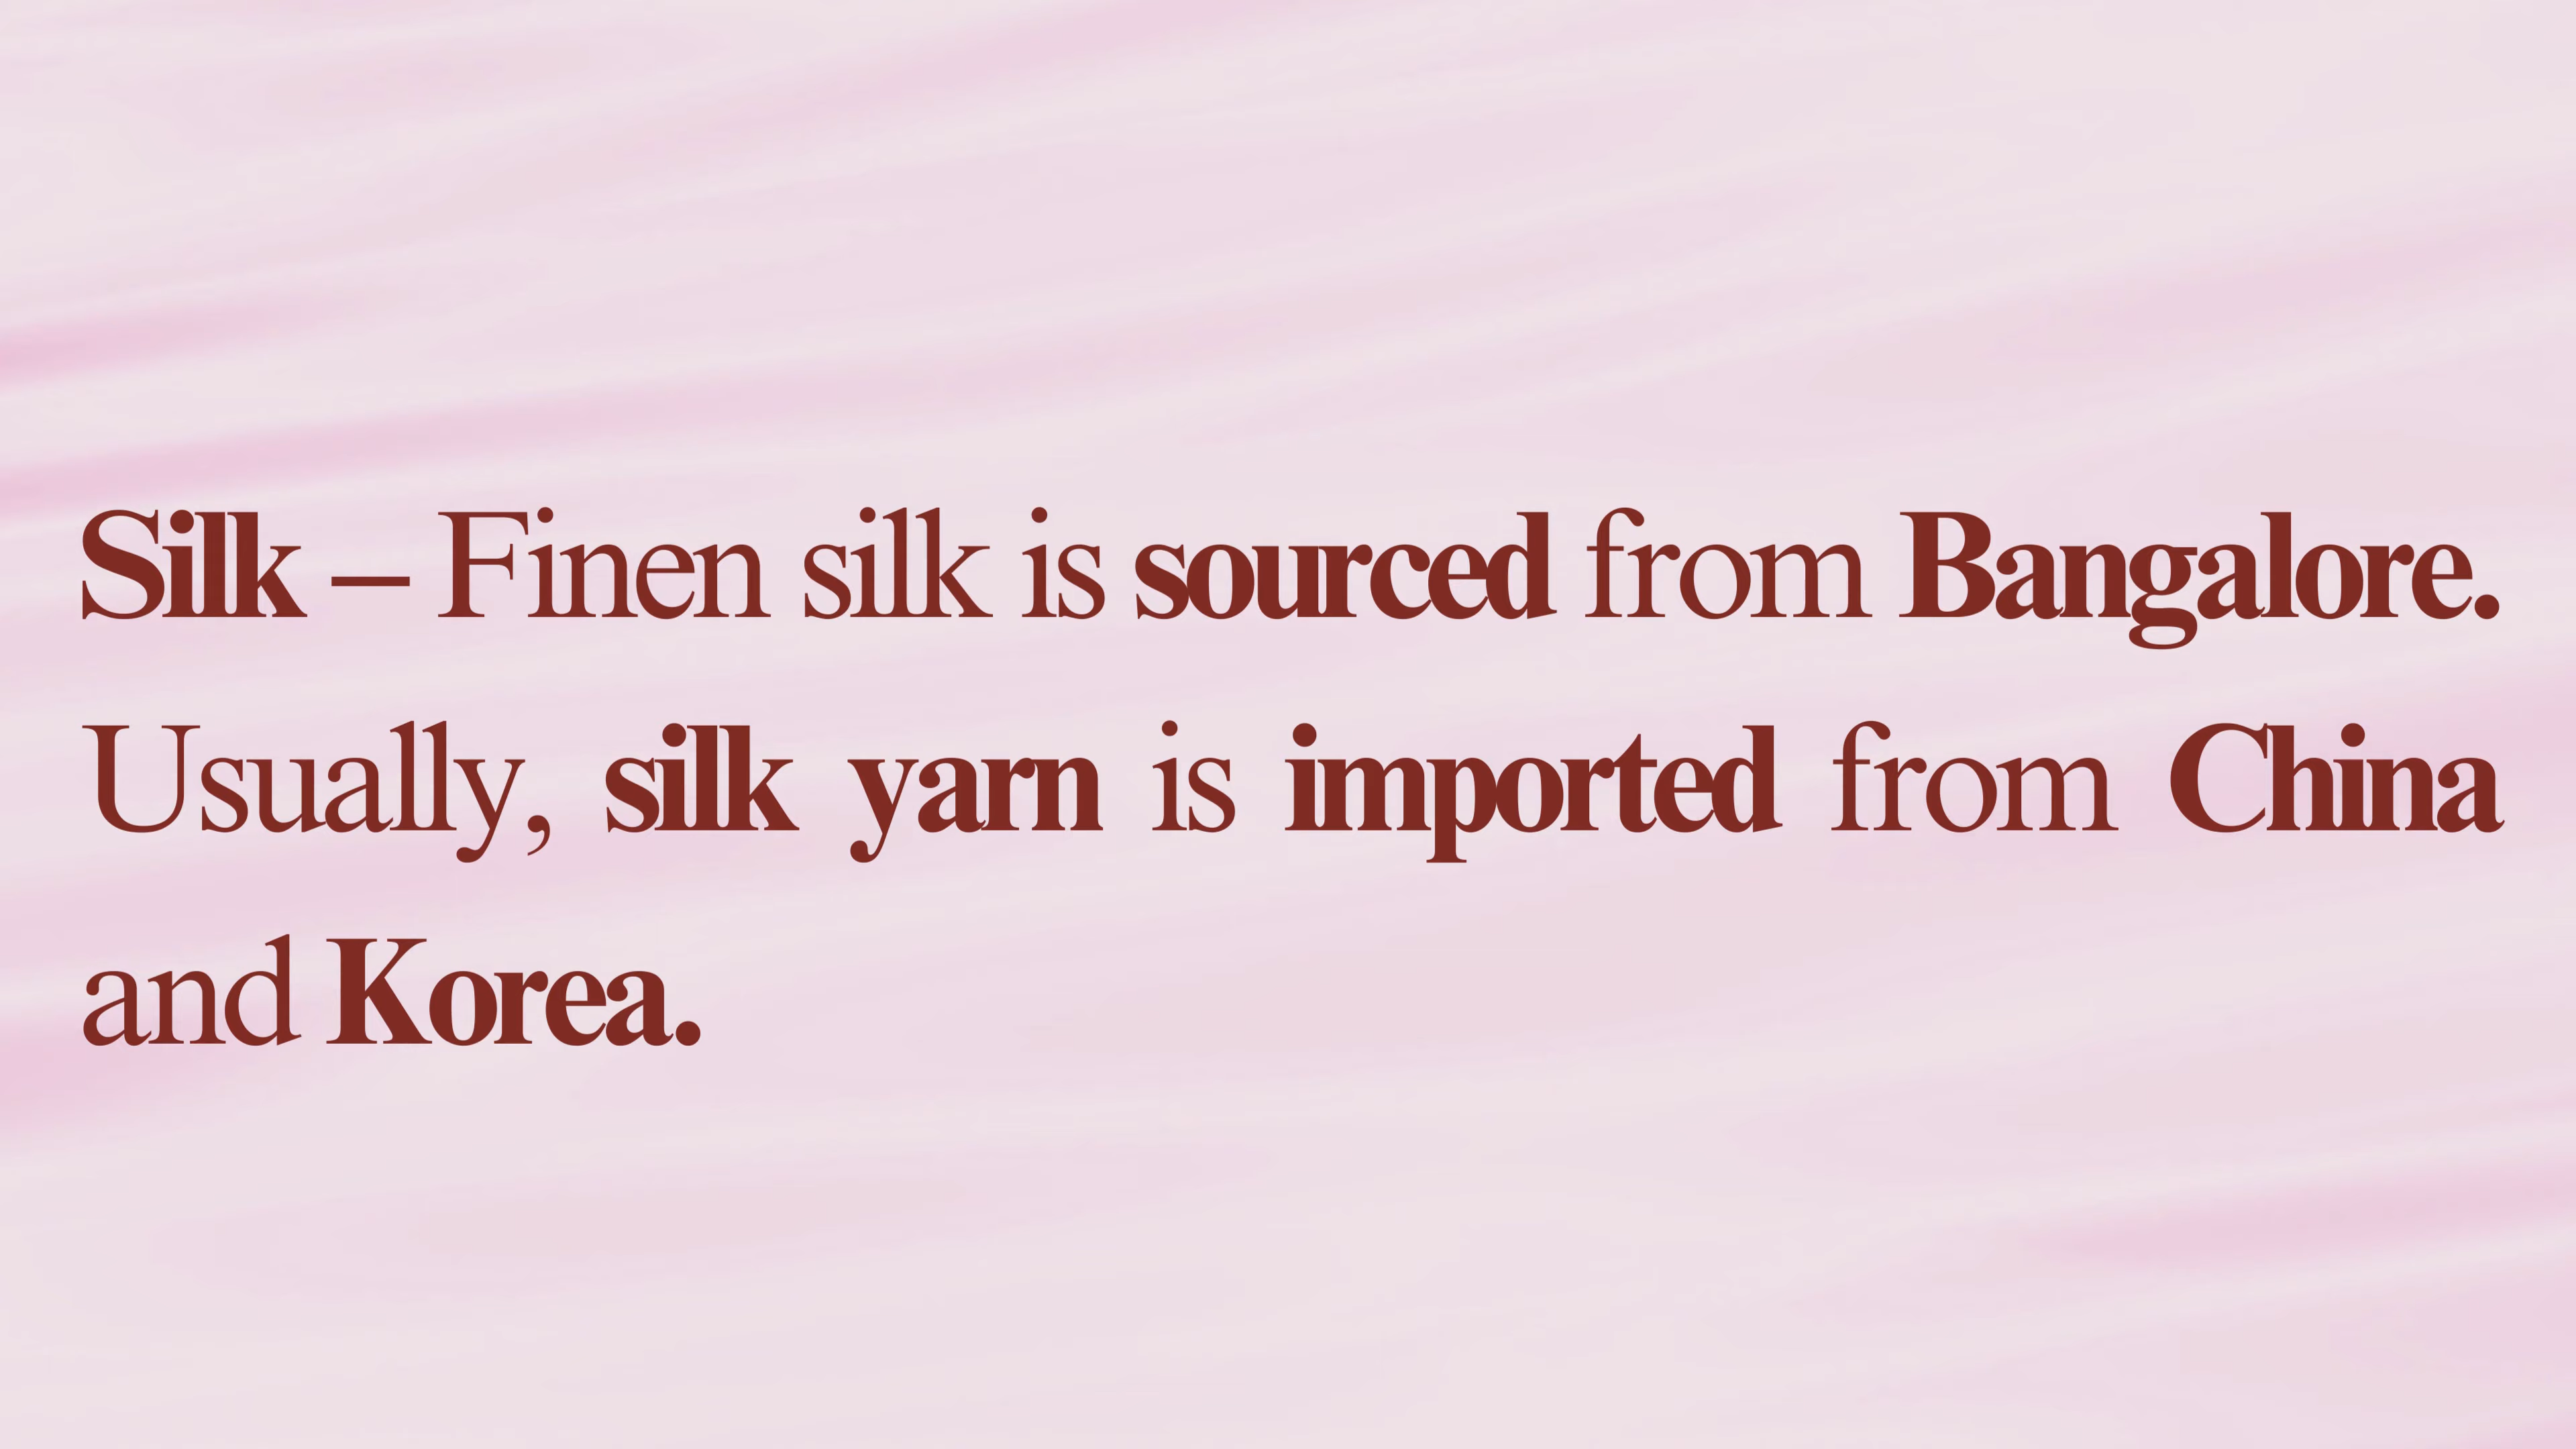 Silk – Finen silk is sourced from Bangalore.
Usually, silk yarn is imported from China
and Korea.